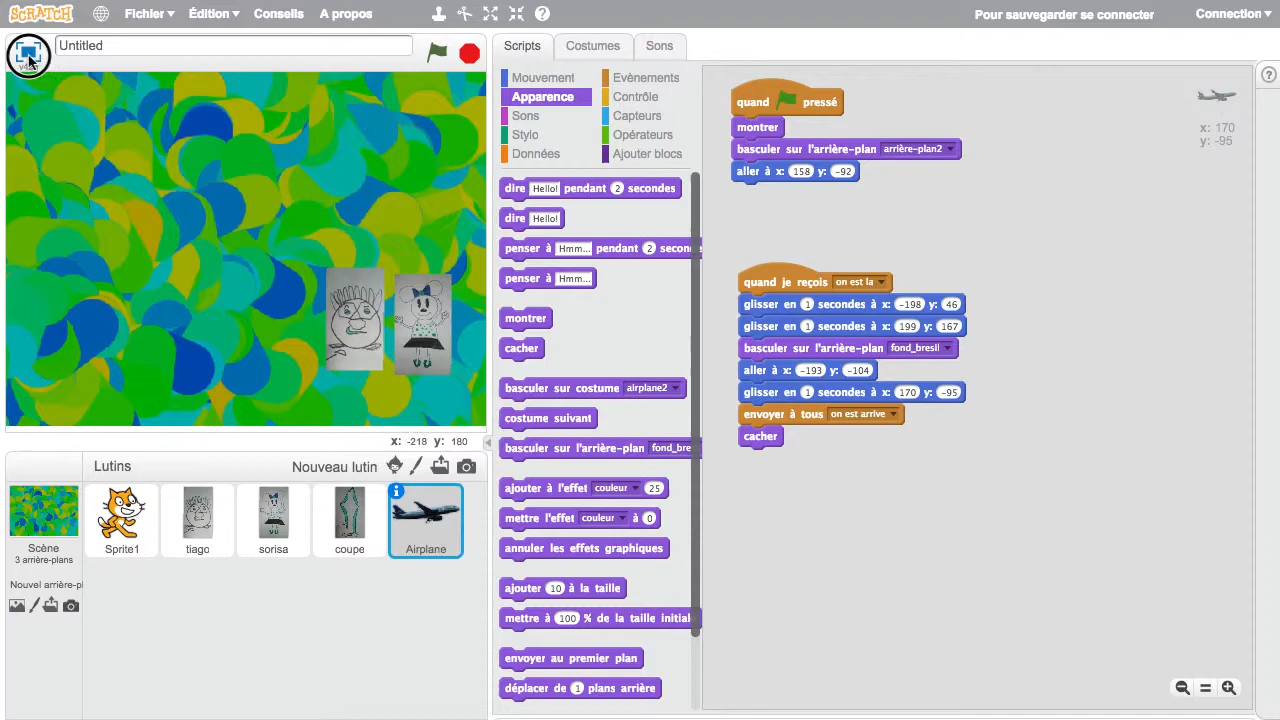 SCRATCH
Fichier
Édition
Conseils
A propos
Pour sauvegarder se connecter
Connexion
Untitled
Scripts
Costumes
Sons
Mouvement
Evènements
Apparence
Contrôle
Sons
Capteurs
Stylo
Opérateurs
Données
Ajouter blocs
dire Hello! pendant 2 secondes
dire Hello!
penser à Hmm... pendant 2 secon
penser à Hmm...
montrer
cacher
basculer sur costume airplane2
costume suivant
basculer sur l'arrière-plan fond_bre
ajouter à l'effet couleur 25
mettre l'effet couleur à 0
annuler les effets graphiques
ajouter 10 à la taille
mettre à 100 % de la taille initial
envoyer au premier plan
déplacer de 1 plans arrière
quand pressé
montrer
basculer sur l'arrière-plan arrière-plan2
aller à x: 158 y: -92
quand je reçois on est la
glisser en 1 secondes à x: -198 y: 46
glisser en 1 secondes à x: 199 y: 167
basculer sur l'arrière-plan fond_bresil
aller à x: -193 y: -104
glisser en 1 secondes à x: 170 y: -95
envoyer à tous on est arrive
cacher
x: 170
y: -95
x: -218 y: 180
Lutins
Nouveau lutin
Scène
3 arrière-plans
Nouvel arrière-pl
Sprite1
tiago
sorisa
coupe
Airplane